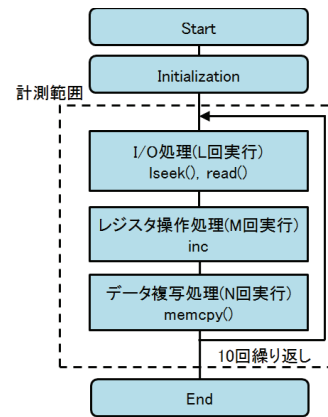 Start
Initialization
計測範囲
I/O処理(L回実行)
lseek(), read()
レジスタ操作処理(M回実行)
inc
データ複写処理(N回実行)
memcpy()
10回繰り返し
End